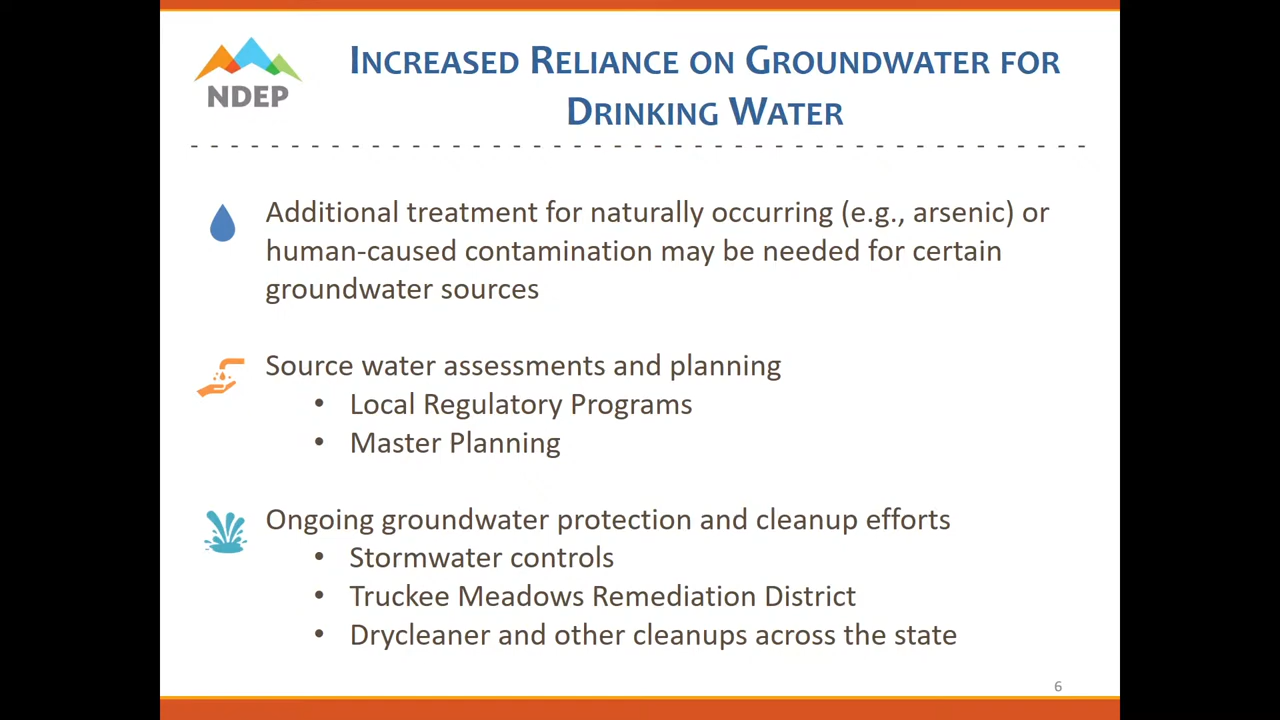 NDEP
INCREASED RELIANCE ON GROUNDWATER FOR
DRINKING WATER
Additional treatment for naturally occurring (e.g., arsenic) or
human-caused contamination may be needed for certain
groundwater sources
Source water assessments and planning
• Local Regulatory Programs
• Master Planning
Ongoing groundwater protection and cleanup efforts
• Stormwater controls
• Truckee Meadows Remediation District
• Drycleaner and other cleanups across the state
6